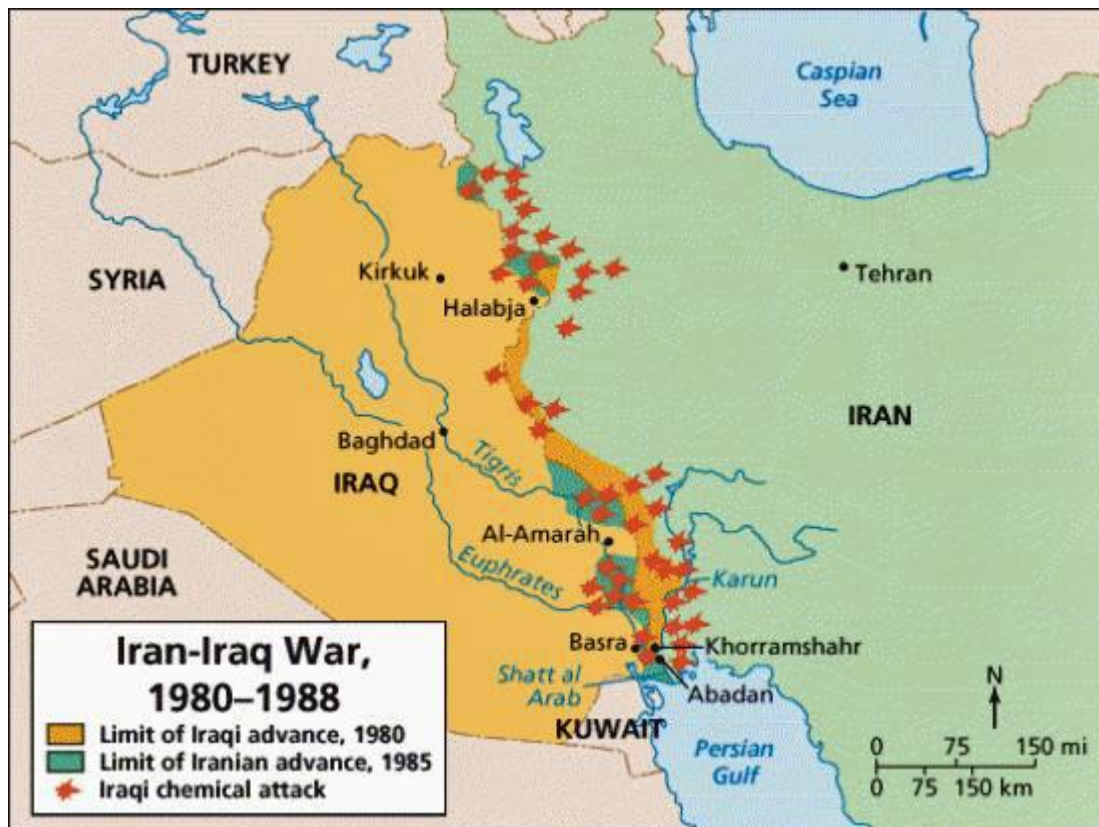 TURKEY
Caspian
Sea
SYRIA
Kirkuk
Tehran
Halabja
IRAN
Baghdad
Tigris
IRAQ
Al-Amarah
SAUDI
ARABIA
Euphrates
Karun
Basra
Khorramshahr
Shatt al
Arab
Abadan
KUWAIT
Persian
Gulf
Iran-Iraq War,
1980–1988
Limit of Iraqi advance, 1980
Limit of Iranian advance, 1985
Iraqi chemical attack
N
0 75 150 mi
0 75 150 km